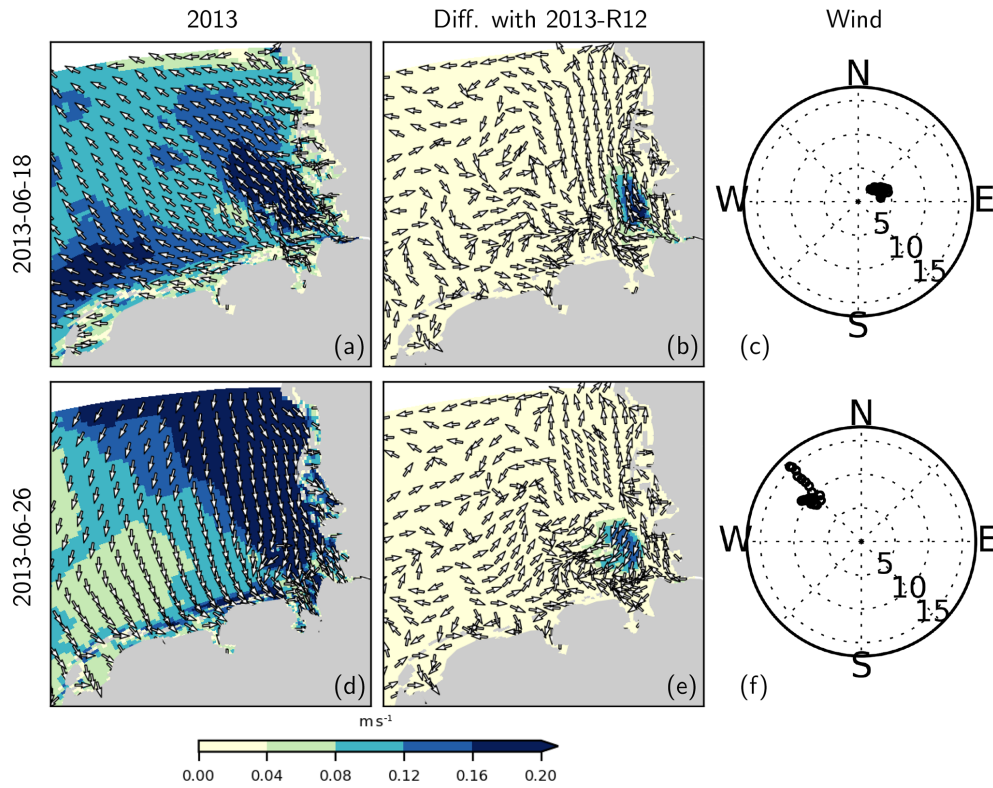 2013 Diff. with 2013-R12 Wind
2013-06-18
(a) (b) (c)
N
W E
5
10
15
S
2013-06-26
(d) (e) (f)
N
W E
5
10
15
S
m s-1
0.00 0.04 0.08 0.12 0.16 0.20